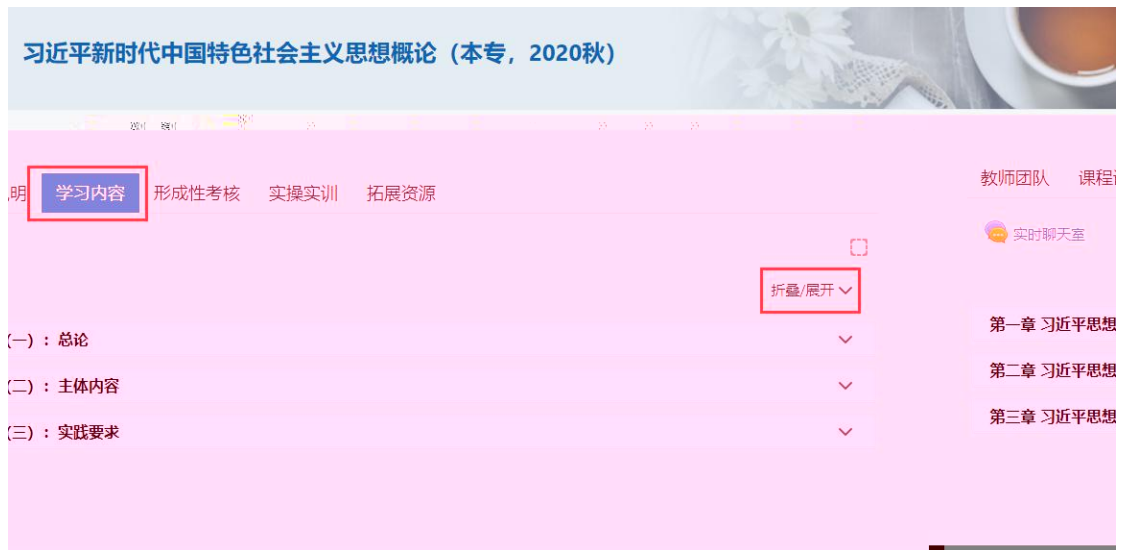 习近平新时代中国特色社会主义思想概论（本专，2020秋）
明 学习内容 形成性考核 实操实训 拓展资源
教师团队 课程
实时聊天室
折叠/展开
(一) : 总论
(二) : 主体内容
(三) : 实践要求
第一章 习近平思想
第二章 习近平思想
第三章 习近平思想